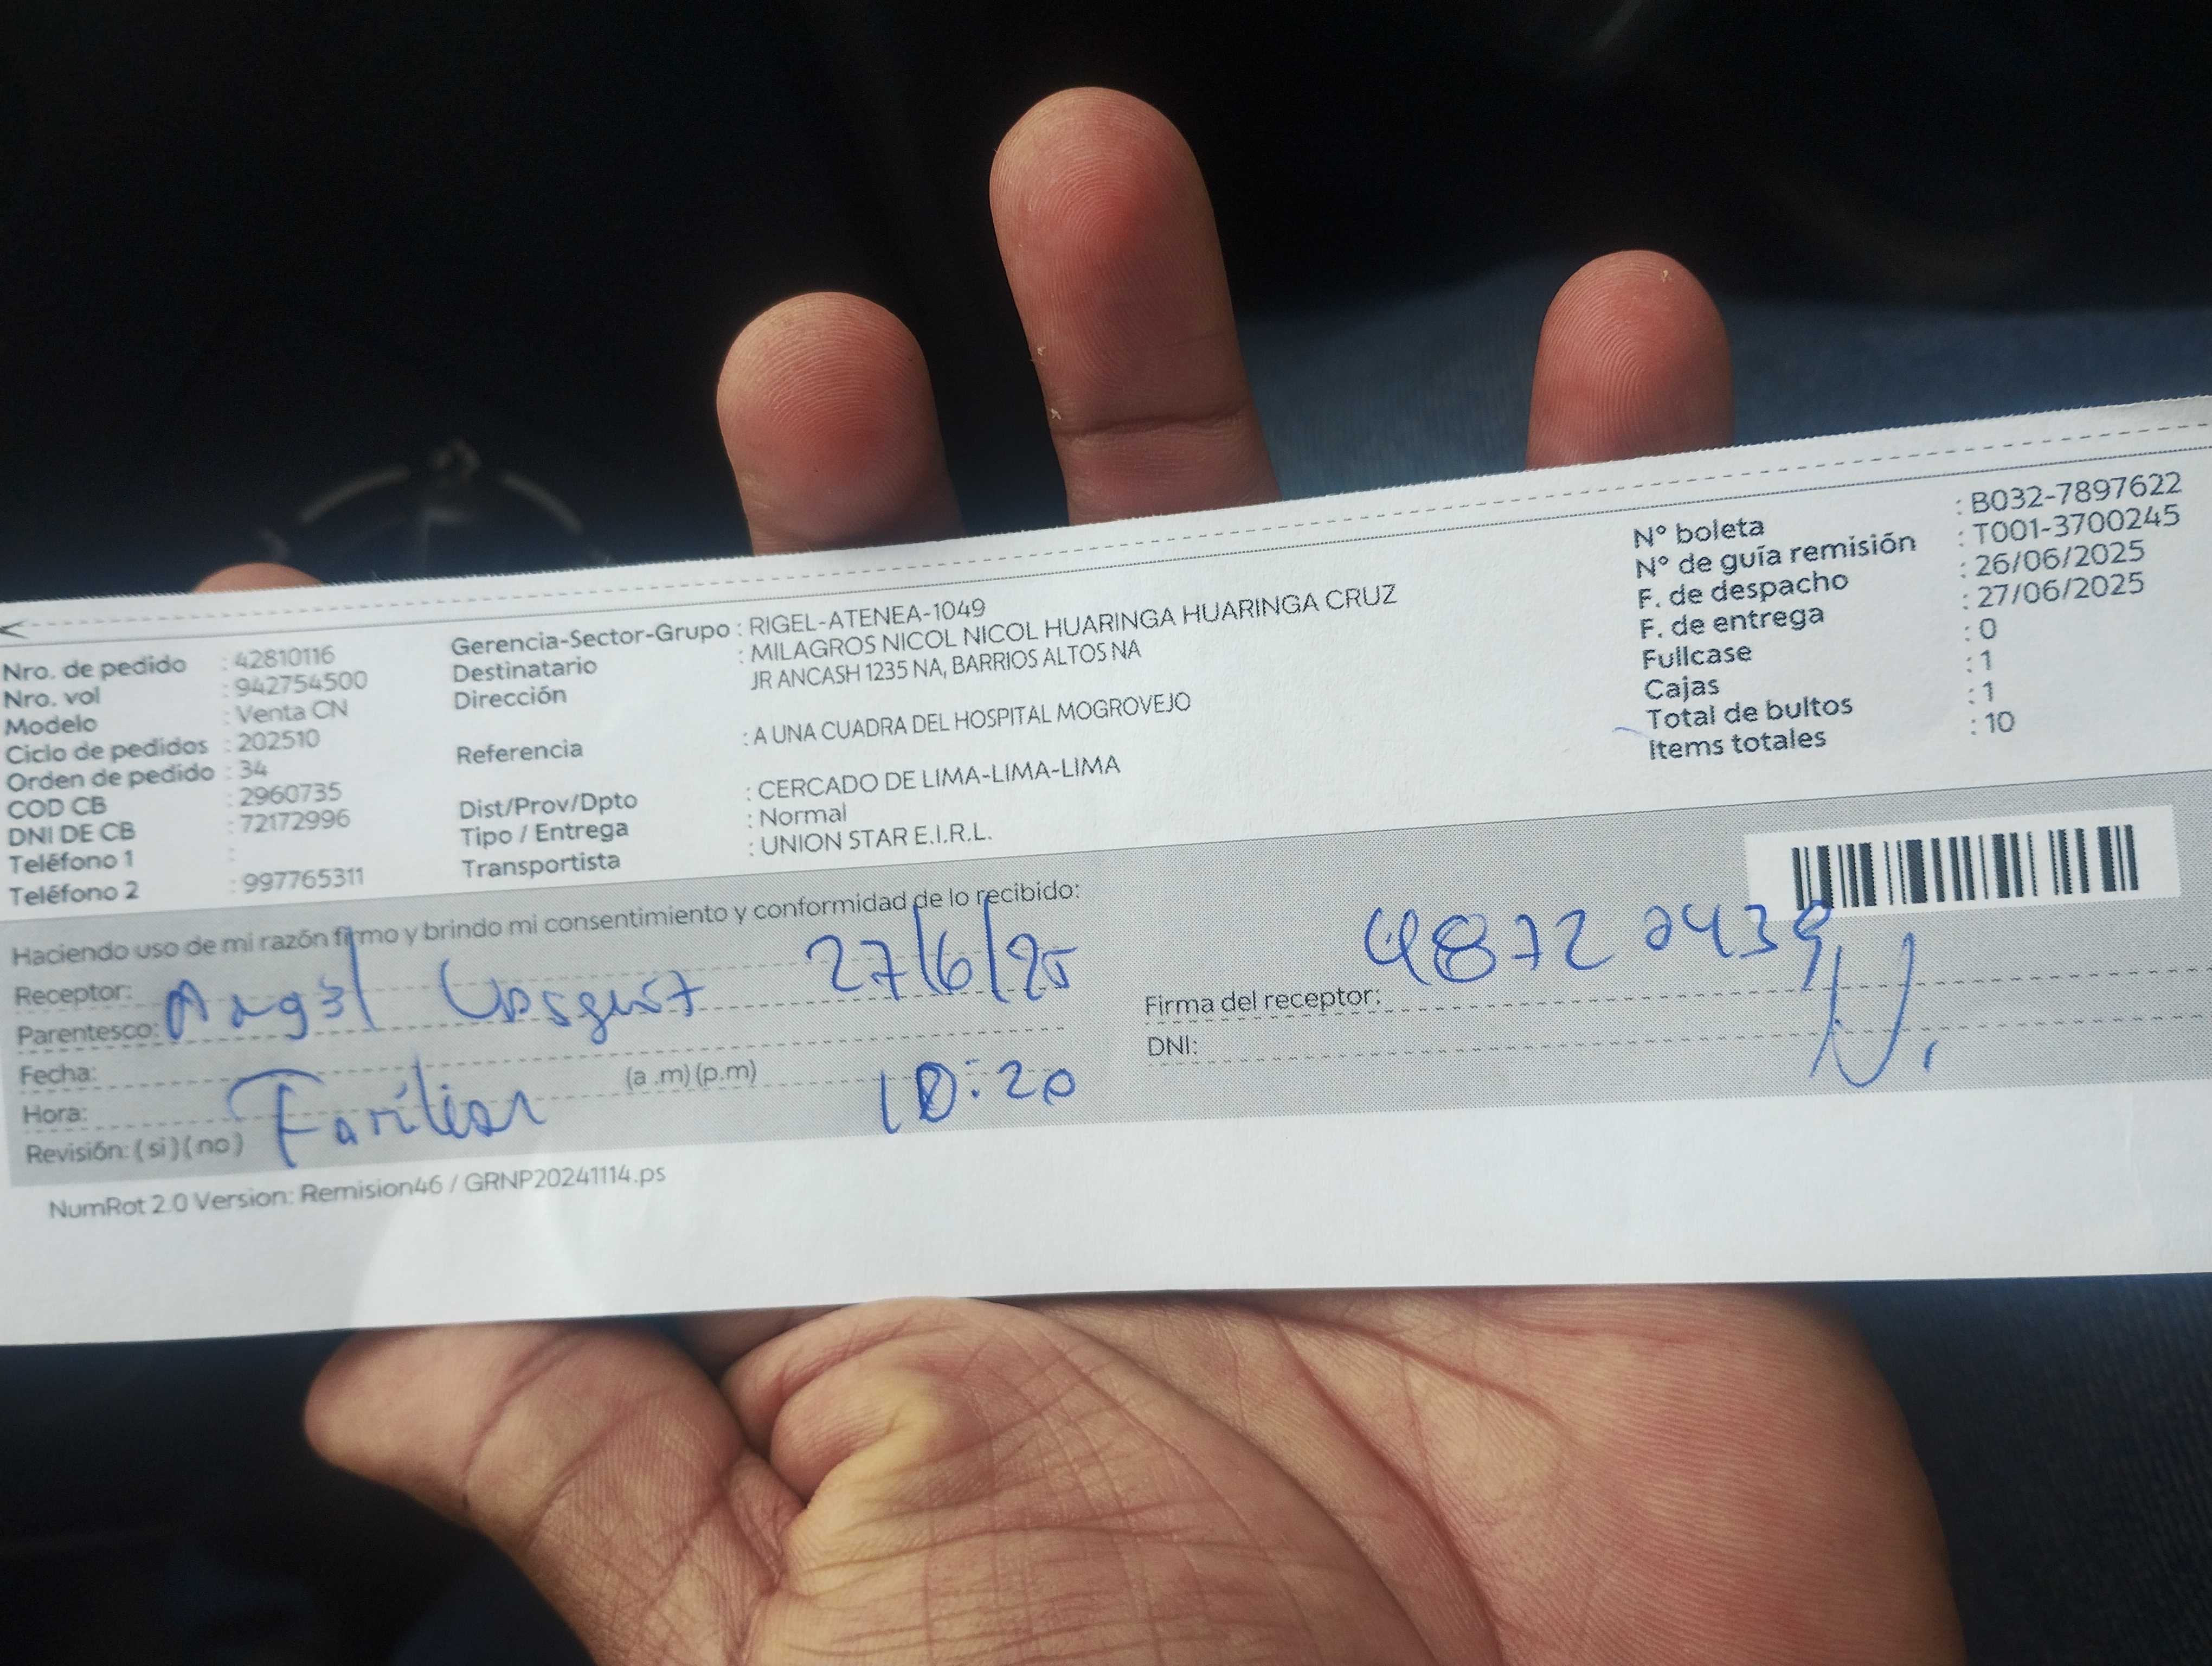 Nro. de pedido : 42810116
Nro. vol : 942754500
Modelo : Venta CN
Ciclo de pedidos : 202510
Orden de pedido : 34
COD CB : 2960735
DNI DE CB : 72172996
Teléfono 1 :
Teléfono 2 : 997765311
Gerencia-Sector-Grupo : RIGEL-ATENEA-1049
Destinatario : MILAGROS NICOL NICOL HUARINGA HUARINGA CRUZ
Dirección JR ANCASH 1235 NA, BARRIOS ALTOS NA
Referencia : A UNA CUADRA DEL HOSPITAL MOGROVEJO
Dist/Prov/Dpto : CERCADO DE LIMA-LIMA-LIMA
Tipo / Entrega : Normal
Transportista : UNION STAR E.I.R.L.
N° boleta : B032-7897622
N° de guía remisión : T001-3700245
F. de despacho : 26/06/2025
F. de entrega : 27/06/2025
Fullcase : 0
Cajas : 1
Total de bultos : 1
Items totales : 10
Haciendo uso de mi razón firmo y brindo mi consentimiento y conformidad de lo recibido:
Receptor: 27/6/25
Parentesco:
Fecha:
Hora: (a .m) (p.m) 10:20
Revisión: ( si ) ( no )
Firma del receptor:
DNI:
NumRot 2.0 Version: Remision46 / GRNP20241114.ps